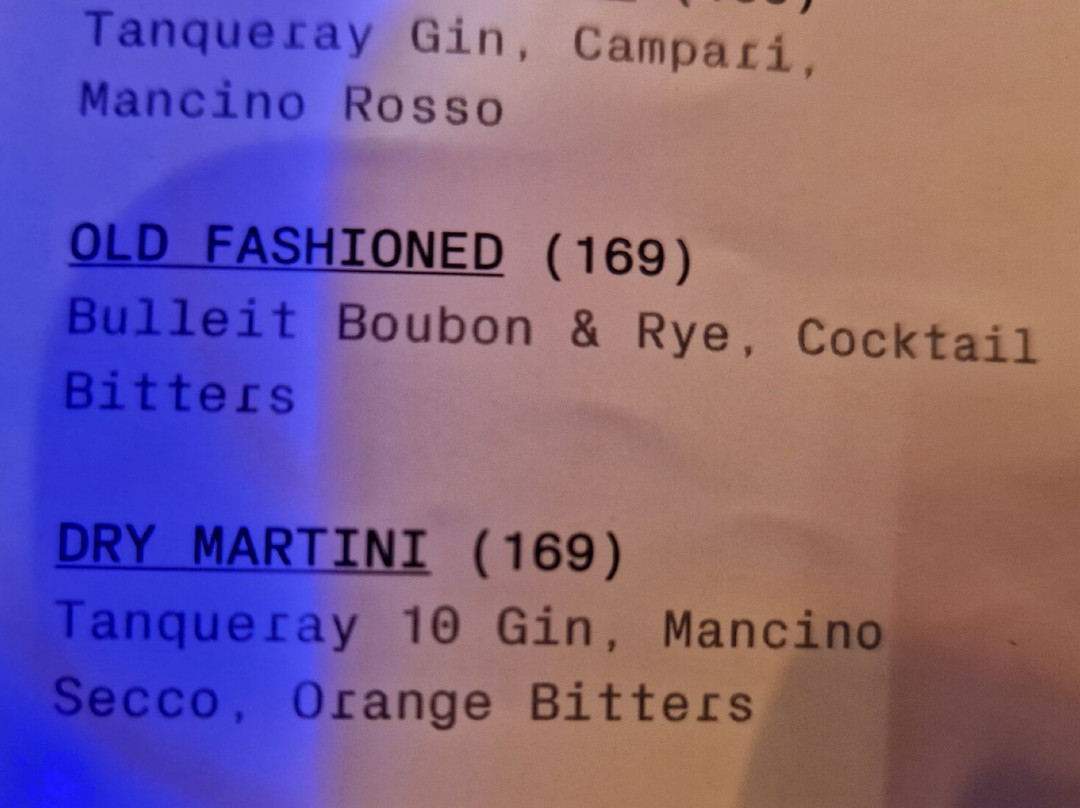 Tanqueray Gin, Campari,
Mancino Rosso
OLD FASHIONED (169)
Bulleit Boubon & Rye, Cocktail
Bitters
DRY MARTINI (169)
Tanqueray 10 Gin, Mancino
Secco, Orange Bitters